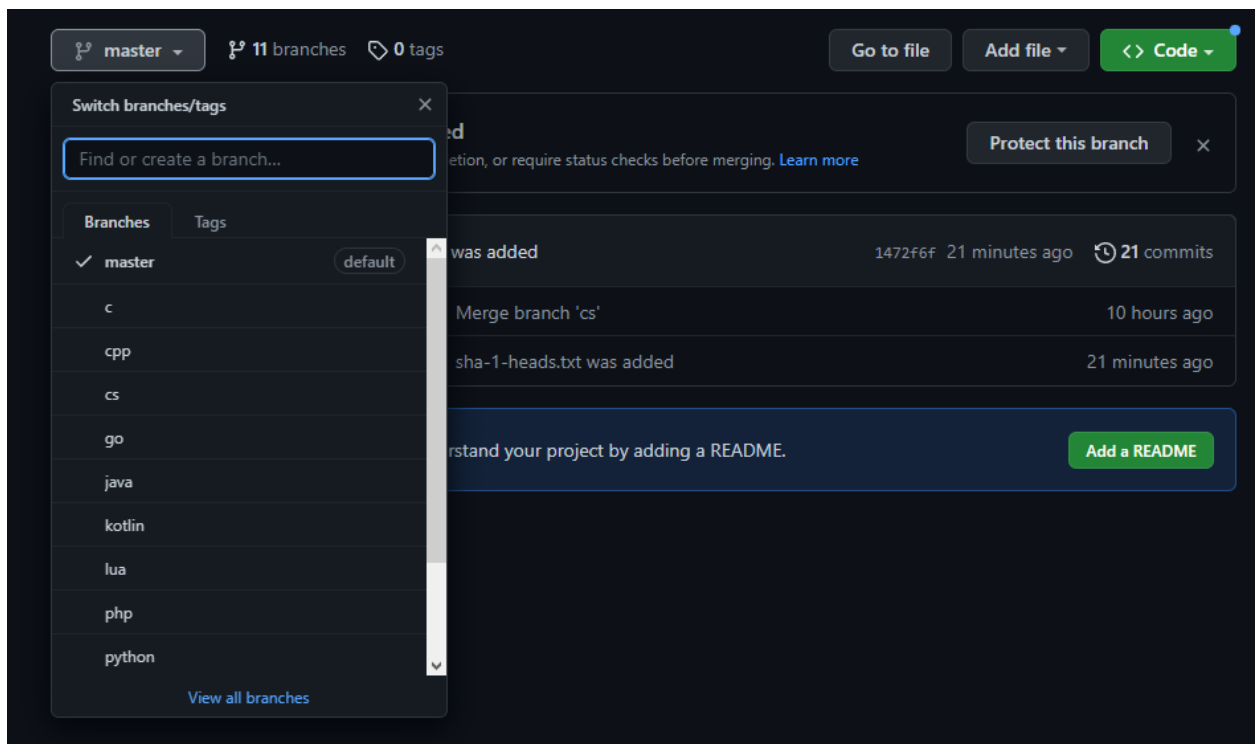 master 11 branches 0 tags Go to file Add file <> Code
Switch branches/tags
Find or create a branch...
Branches Tags
master default
c
cpp
cs
go
java
kotlin
lua
php
python
View all branches
ed
etion, or require status checks before merging. Learn more
Protect this branch
was added 1472f6f 21 minutes ago 21 commits
Merge branch 'cs' 10 hours ago
sha-1-heads.txt was added 21 minutes ago
rstand your project by adding a README. Add a README